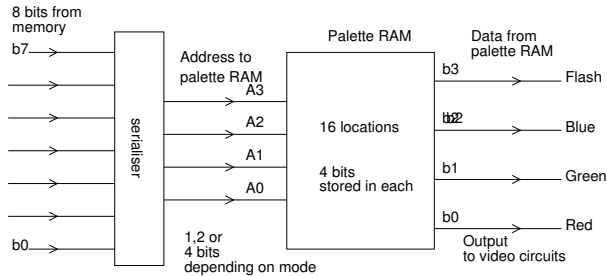 8 bits from
memory
b7
b0
serialiser
Address to
palette RAM
A3
A2
A1
A0
1,2 or
4 bits
depending on mode
Palette RAM
16 locations
4 bits
stored in each
Data from
palette RAM
b3
Flash
b2
Blue
b1
Green
b0
Red
Output
to video circuits